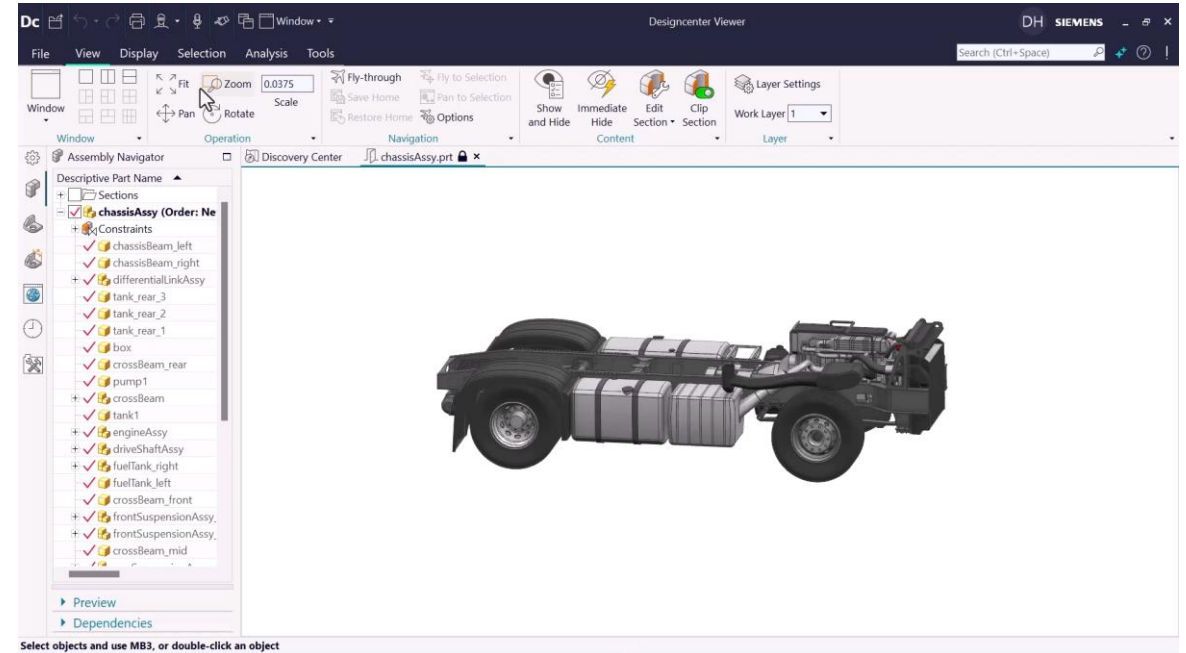 Dc Window Designcenter Viewer DH SIEMENS
File View Display Selection Analysis Tools Search (Ctrl+Space)
Window Fit Zoom 0.0375
Pan Rotate Scale
Fly-through Fly to Selection
Save Home Pan to Selection
Restore Home Options
Show and Hide Immediate Hide Edit Section Clip Section
Layer Settings
Work Layer 1
Window Operation Navigation Content Layer
Assembly Navigator Discovery Center chassisAssy.prt
Descriptive Part Name
Sections
chassisAssy (Order: Ne
Constraints
chassisBeam_left
chassisBeam_right
differentialLinkAssy
tank_rear_3
tank_rear_2
tank_rear_1
box
crossBeam_rear
pump1
crossBeam
tank1
engineAssy
driveShaftAssy
fuelTank_right
fuelTank_left
crossBeam_front
frontSuspensionAssy_
frontSuspensionAssy_
crossBeam_mid
Preview
Dependencies
Select objects and use MB3, or double-click an object